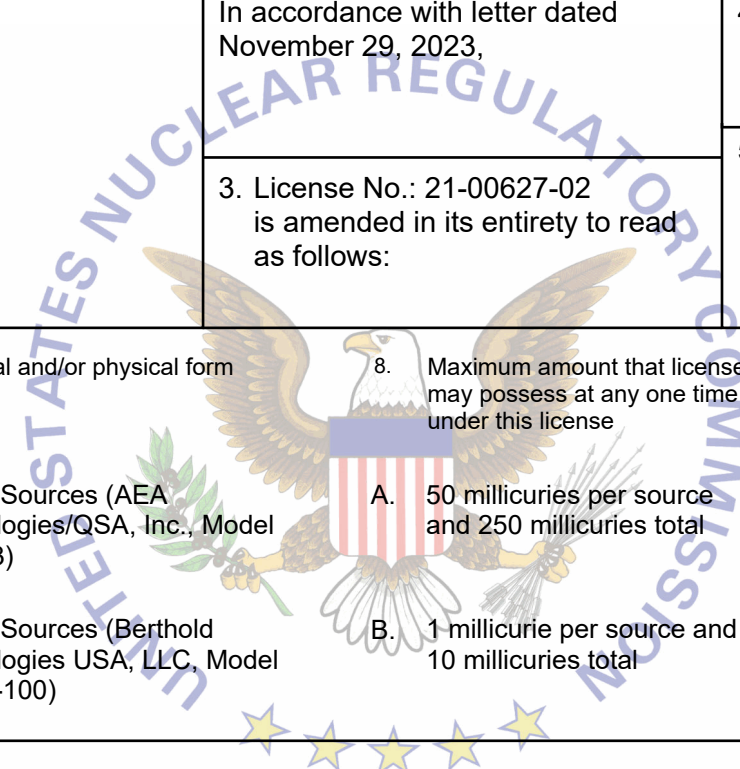 In accordance with letter dated
November 29, 2023,
3. License No.: 21-00627-02
is amended in its entirety to read
as follows:
al and/or physical form
8. Maximum amount that license
may possess at any one time
under this license
Sources (AEA
logies/QSA, Inc., Model
)
A. 50 millicuries per source
and 250 millicuries total
Sources (Berthold
logies USA, LLC, Model
-100)
B. 1 millicurie per source and
10 millicuries total
UNITED STATES NUCLEAR REGULATORY COMMISSION